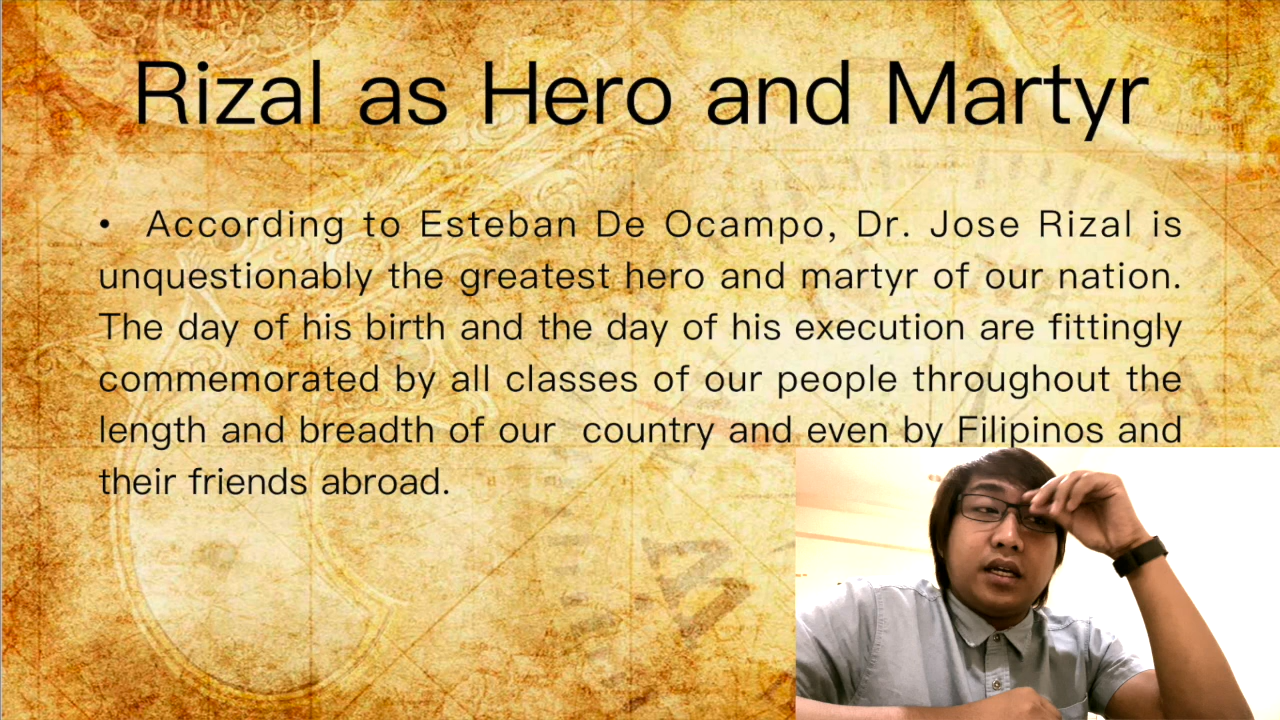 Rizal as Hero and Martyr
• According to Esteban De Ocampo, Dr. Jose Rizal is
unquestionably the greatest hero and martyr of our nation.
The day of his birth and the day of his execution are fittingly
commemorated by all classes of our people throughout the
length and breadth of our  country and even by Filipinos and
their friends abroad.